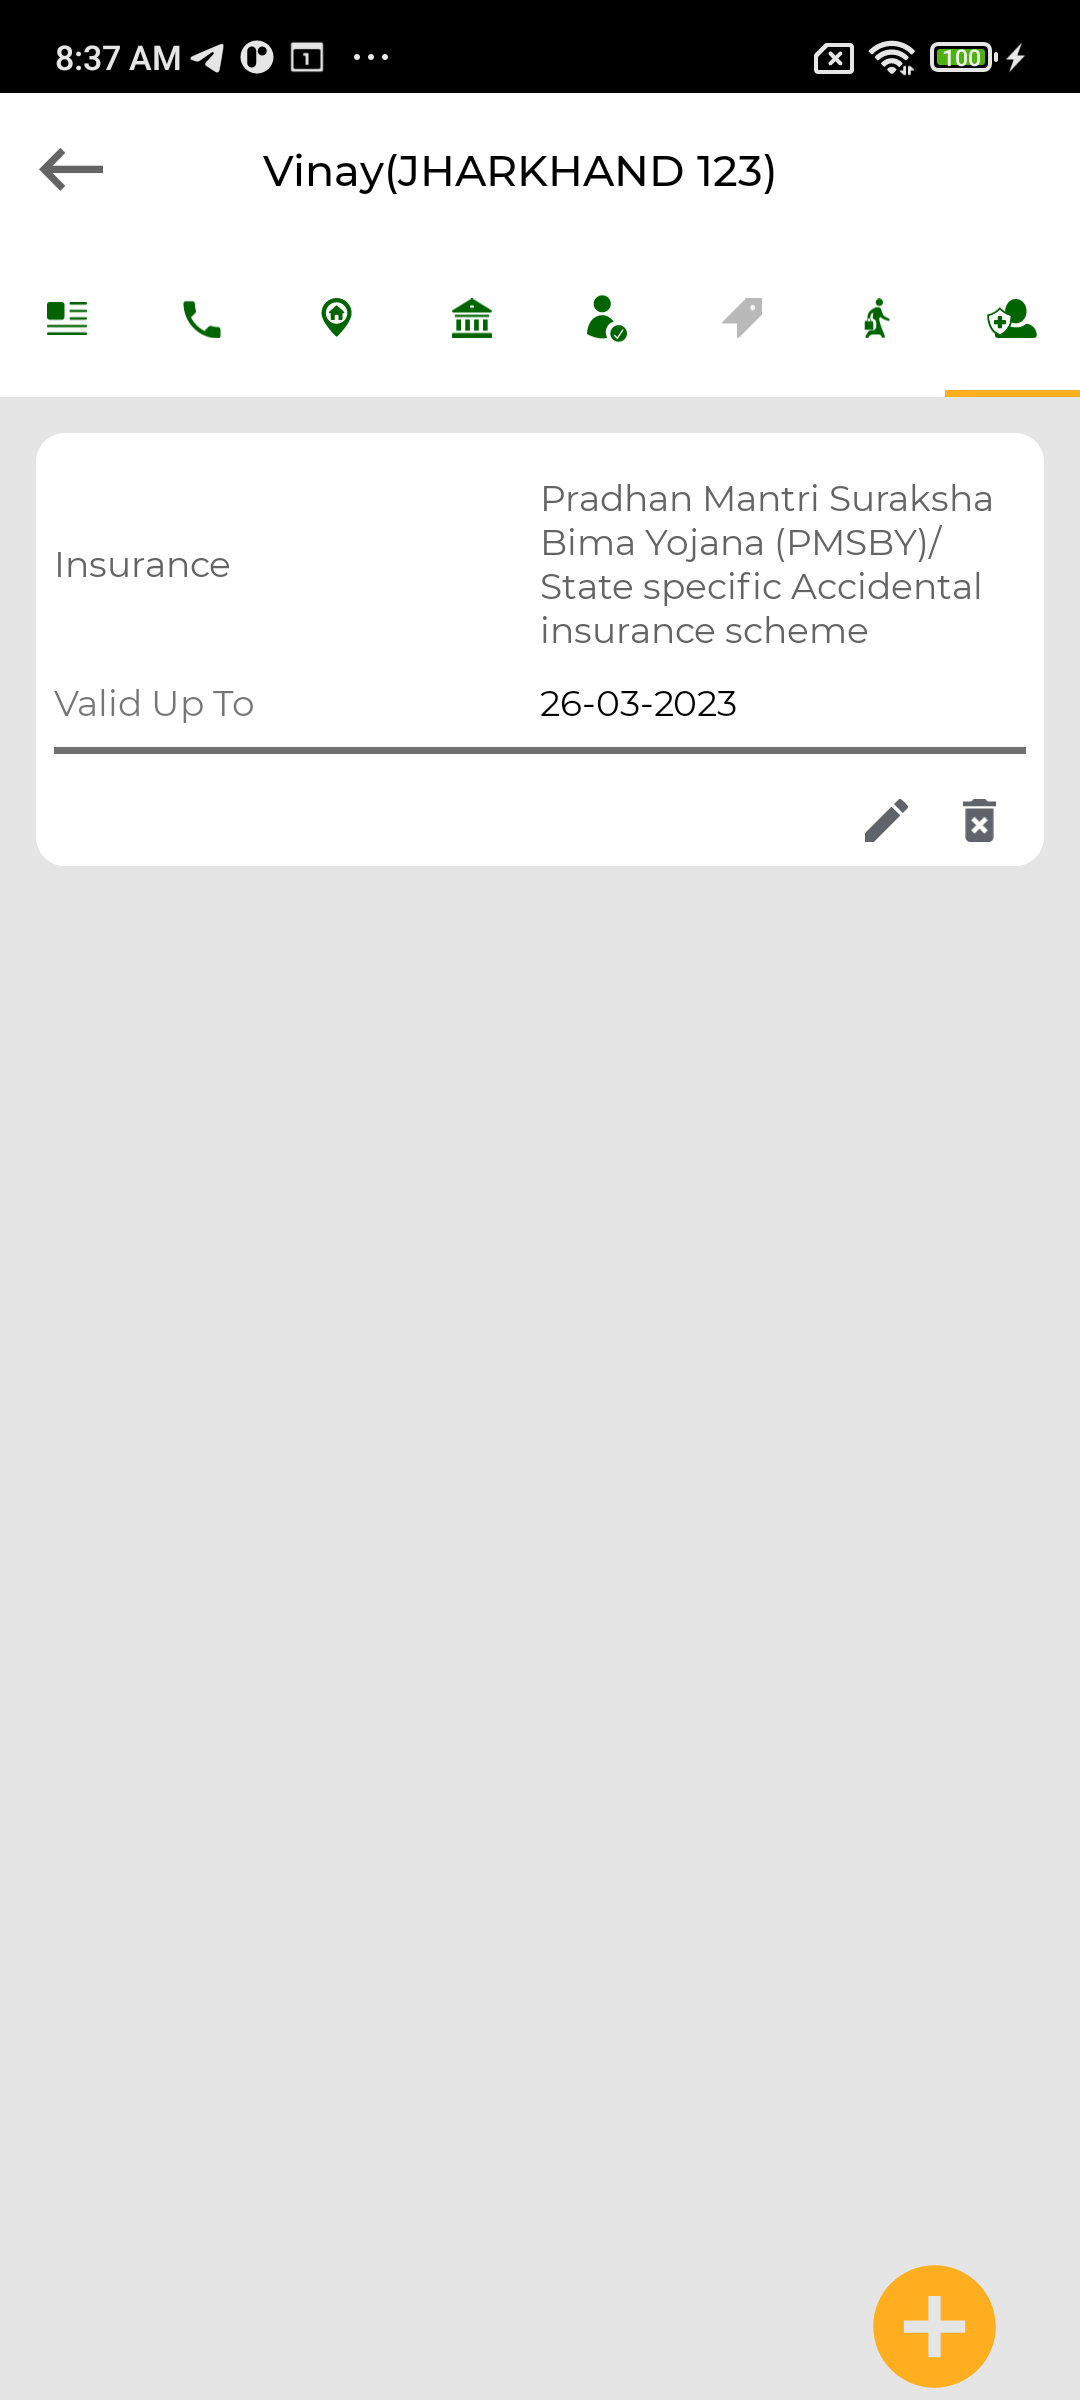 8:37 AM
100
Vinay(JHARKHAND 123)
Insurance
Pradhan Mantri Suraksha
Bima Yojana (PMSBY)/
State specific Accidental
insurance scheme
Valid Up To
26-03-2023